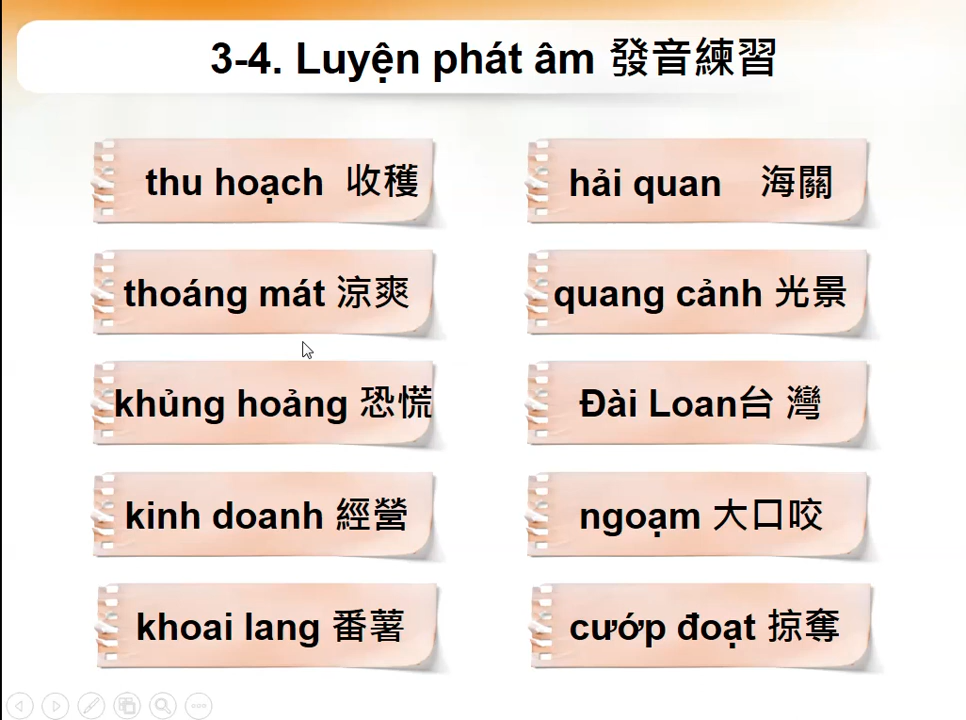 3-4. Luyện phát âm 發音練習
thu hoạch 收穫
hải quan 海關
thoáng mát 涼爽
quang cảnh 光景
khủng hoảng 恐慌
Đài Loan台 灣
kinh doanh 經營
ngoạm 大口咬
khoai lang 番薯
cướp đoạt 掠奪